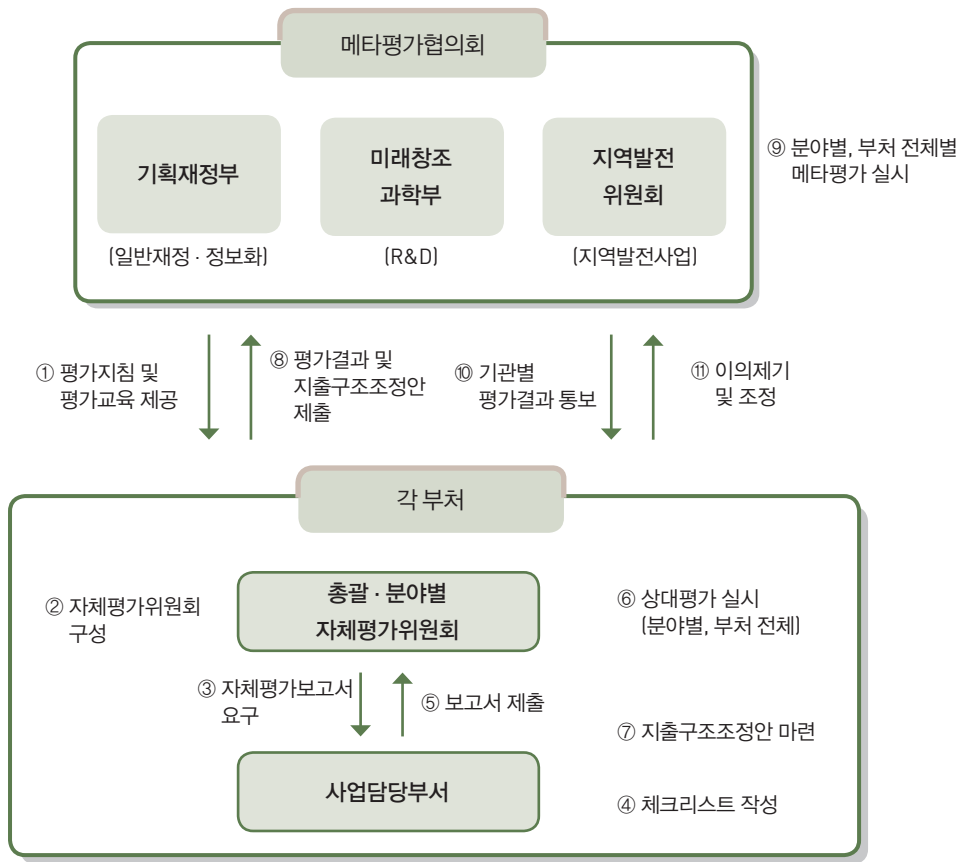 메타평가협의회
기획재정부
(일반재정 · 정보화)
미래창조
과학부
(R&D)
지역발전
위원회
(지역발전사업)
⑨ 분야별, 부처 전체별
메타평가 실시
① 평가지침 및
평가교육 제공
⑧ 평가결과 및
지출구조조정안
제출
⑩ 기관별
평가결과 통보
⑪ 이의제기
및 조정
각 부처
② 자체평가위원회
구성
총괄 · 분야별
자체평가위원회
⑥ 상대평가 실시
(분야별, 부처 전체)
③ 자체평가보고서
요구
⑤ 보고서 제출
⑦ 지출구조조정안 마련
사업담당부서
④ 체크리스트 작성